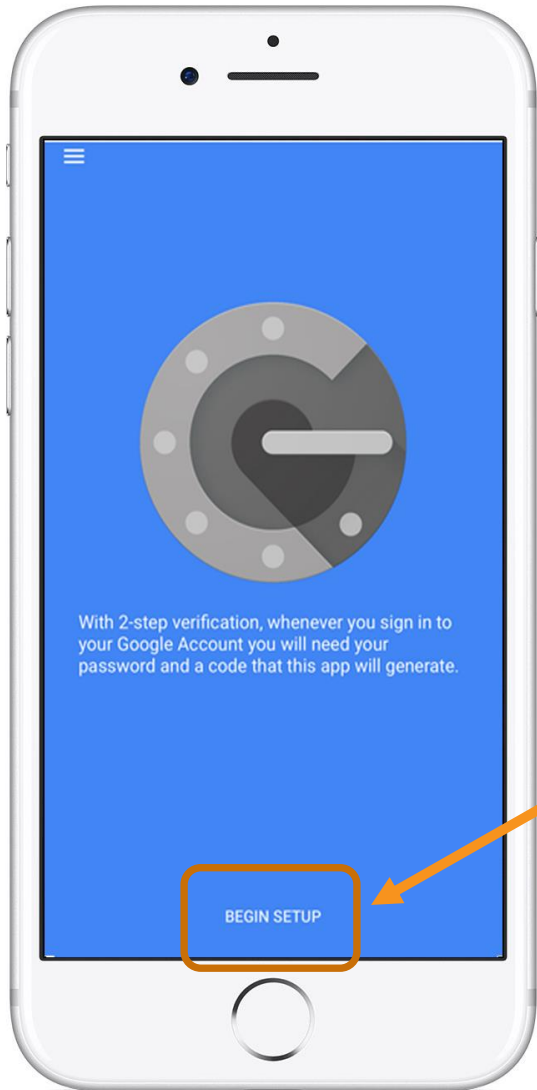 With 2-step verification, whenever you sign in to
your Google Account you will need your
password and a code that this app will generate.
BEGIN SETUP